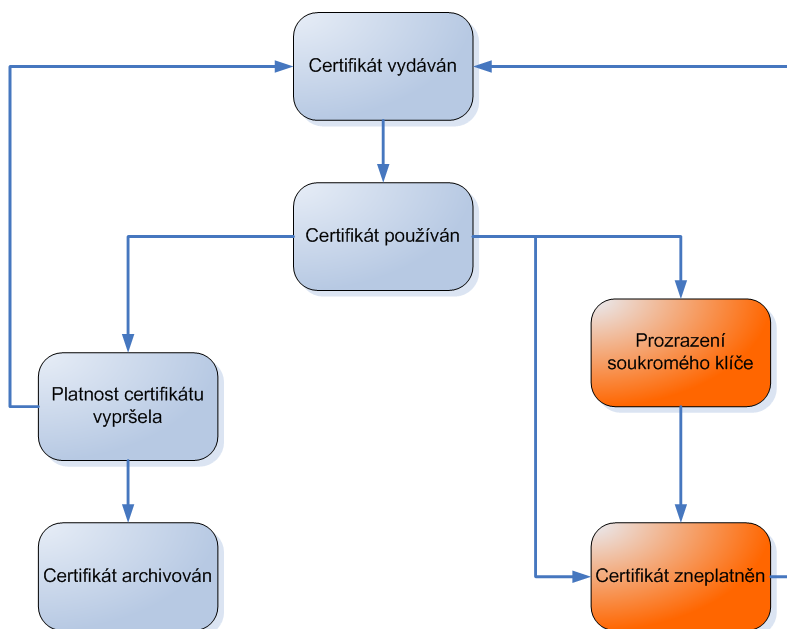 Certifikát vydáván
Certifikát používán
Prozrazení
soukromého klíče
Platnost certifikátu
vypršela
Certifikát archivován
Certifikát zneplatněn